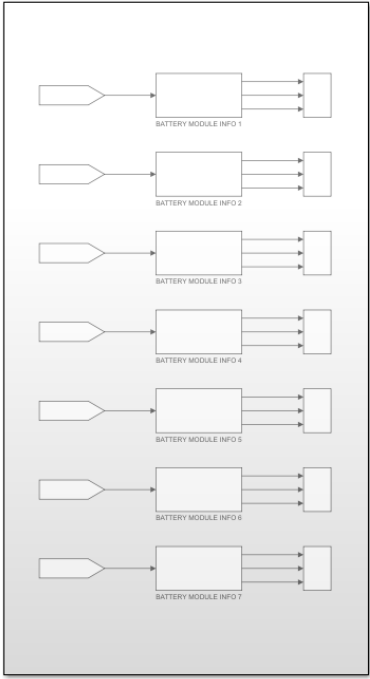 BATTERY MODULE INFO 1
BATTERY MODULE INFO 2
BATTERY MODULE INFO 3
BATTERY MODULE INFO 4
BATTERY MODULE INFO 5
BATTERY MODULE INFO 6
BATTERY MODULE INFO 7